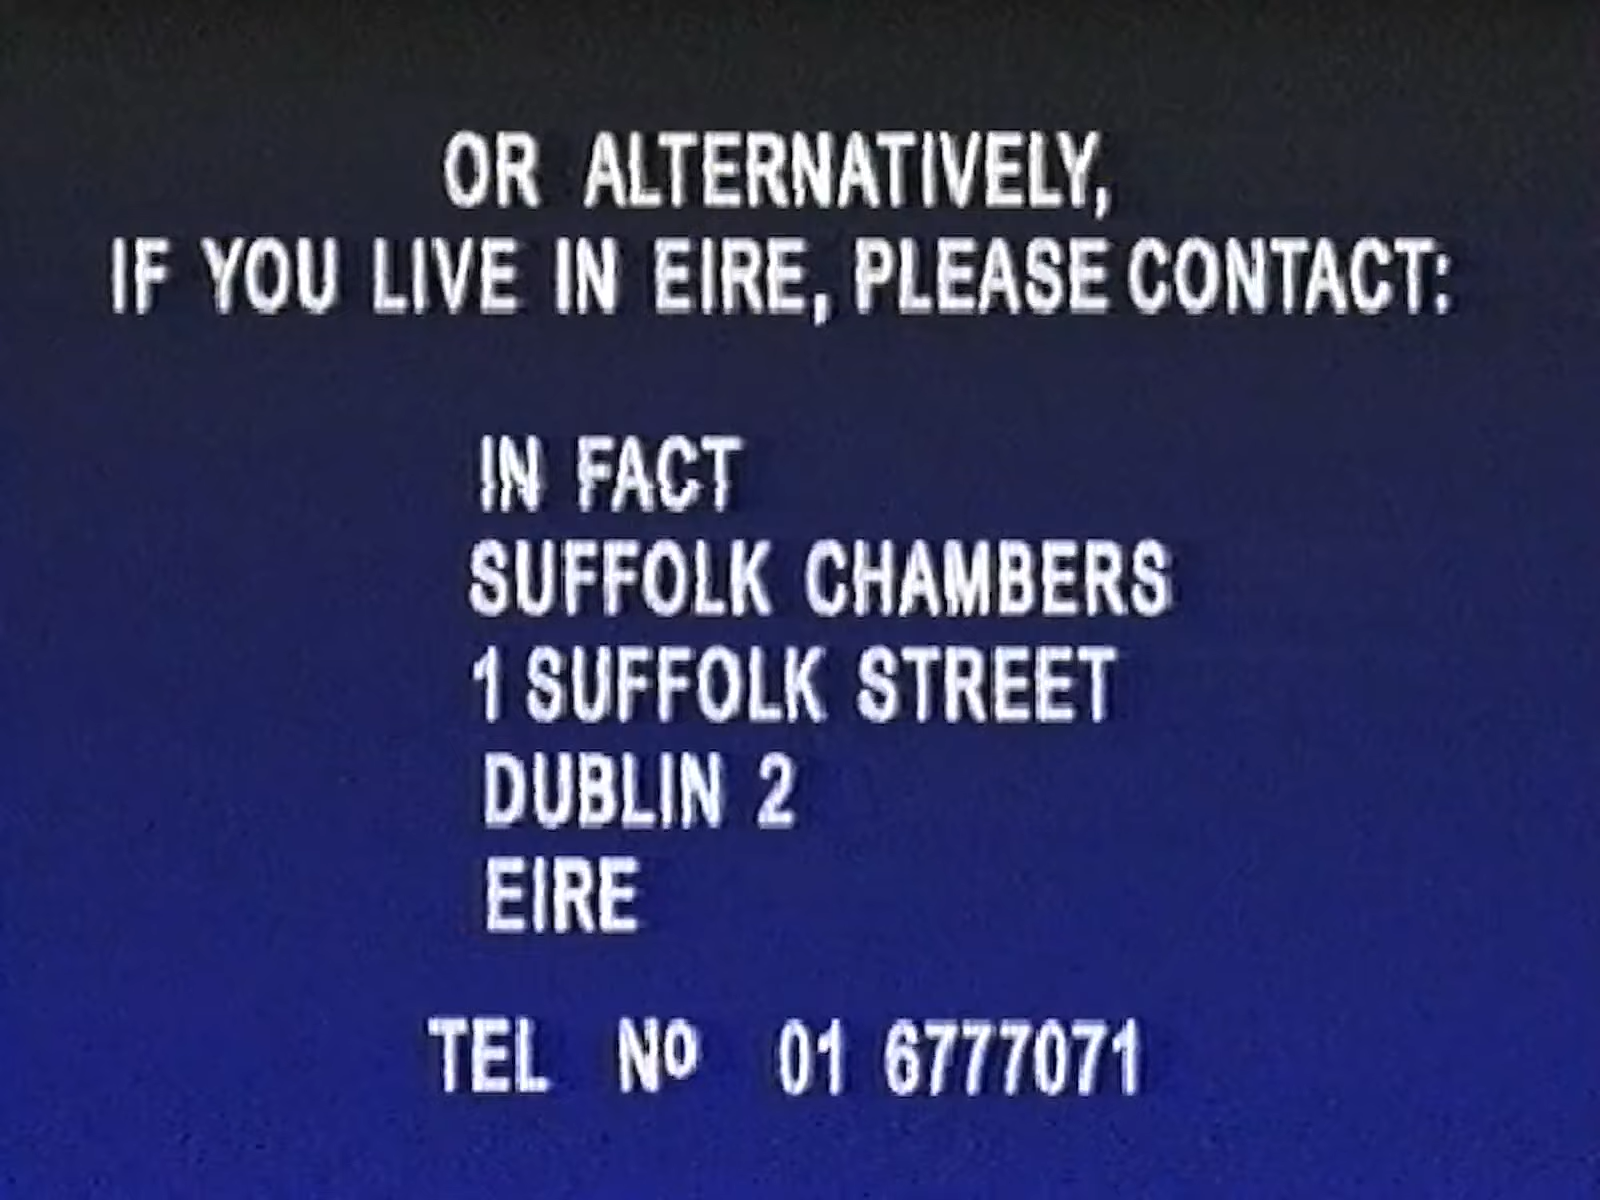 OR ALTERNATIVELY,
IF YOU LIVE IN EIRE, PLEASE CONTACT:
IN FACT
SUFFOLK CHAMBERS
1 SUFFOLK STREET
DUBLIN 2
EIRE
TEL Nº 01 6777071